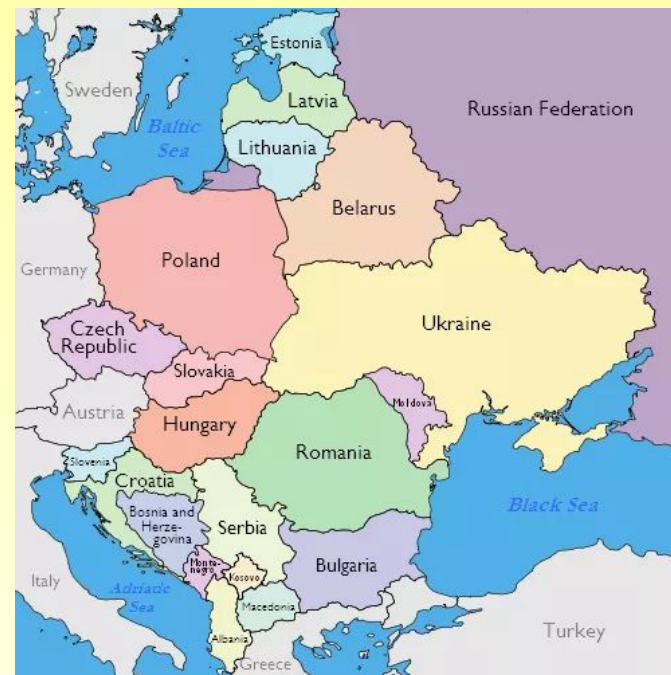 Estonia
Sweden
Latvia
Russian Federation
Baltic
Sea
Lithuania
Belarus
Poland
Germany
Ukraine
Czech
Republic
Slovakia
Moldova
Austria
Hungary
Romania
Slovenia
Croatia
Bosnia and
Herze-
govina
Serbia
Black Sea
Monte-
negro
Kosovo
Bulgaria
Italy
Adriatic
Sea
Macedonia
Albania
Turkey
Greece